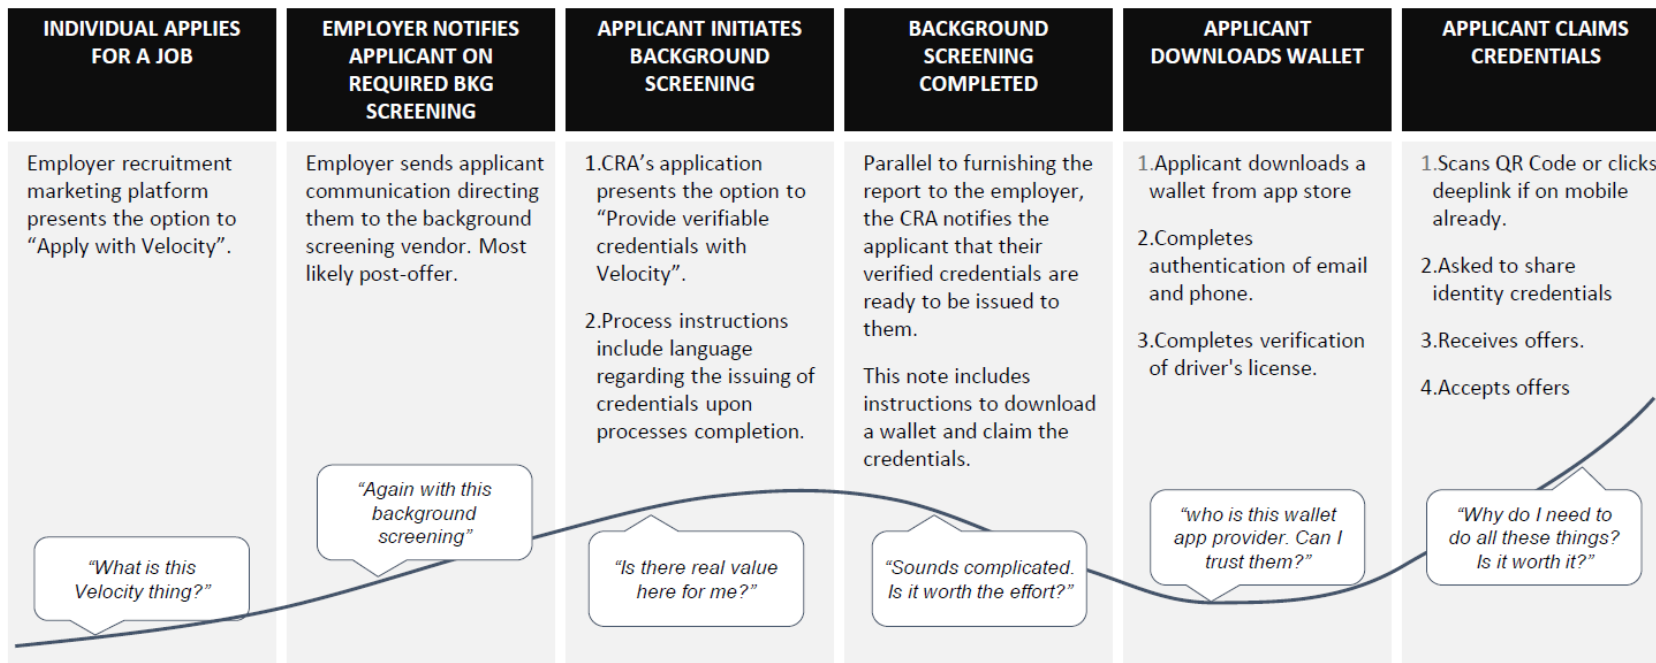 INDIVIDUAL APPLIES
FOR A JOB
EMPLOYER NOTIFIES
APPLICANT ON
REQUIRED BKG
SCREENING
APPLICANT INITIATES
BACKGROUND
SCREENING
BACKGROUND
SCREENING
COMPLETED
APPLICANT
DOWNLOADS WALLET
APPLICANT CLAIMS
CREDENTIALS
Employer recruitment
marketing platform
presents the option to
“Apply with Velocity”.
Employer sends applicant
communication directing
them to the background
screening vendor. Most
likely post-offer.
1.CRA’s application
presents the option to
“Provide verifiable
credentials with
Velocity”.
2.Process instructions
include language
regarding the issuing of
credentials upon
processes completion.
Parallel to furnishing the
report to the employer,
the CRA notifies the
applicant that their
verified credentials are
ready to be issued to
them.
This note includes
instructions to download
a wallet and claim the
credentials.
1.Applicant downloads a
wallet from app store
2.Completes
authentication of email
and phone.
3.Completes verification
of driver's license.
1.Scans QR Code or clicks
deeplink if on mobile
already.
2.Asked to share
identity credentials
3.Receives offers.
4.Accepts offers
“What is this
Velocity thing?”
“Again with this
background
screening”
“Is there real value
here for me?”
“Sounds complicated.
Is it worth the effort?”
“who is this wallet
app provider. Can I
trust them?”
“Why do I need to
do all these things?
Is it worth it?”